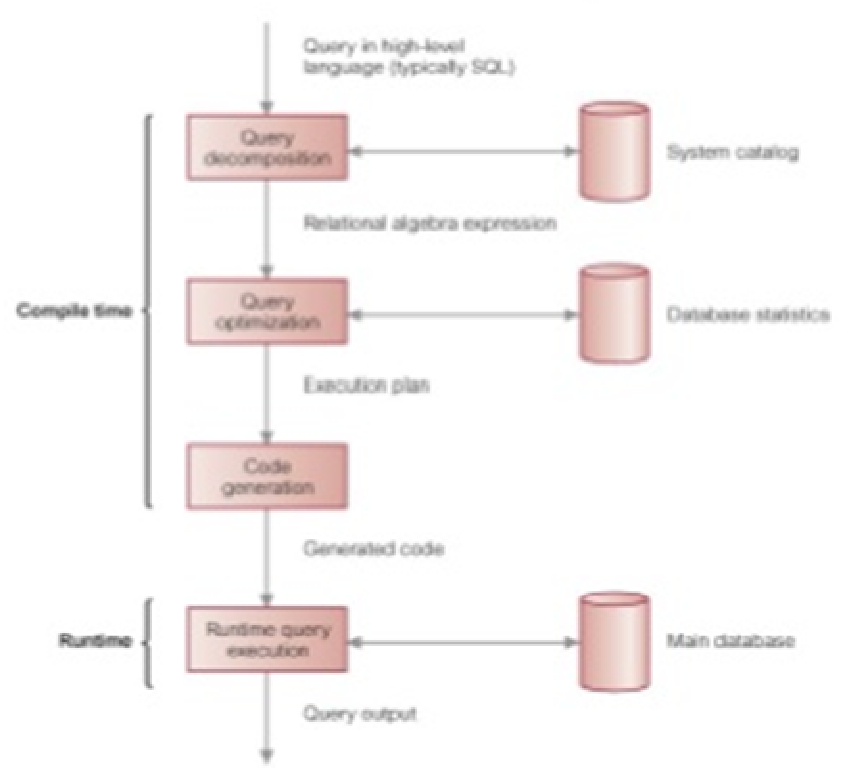 Query in high-level
language (typically SQL)
Query
decomposition
System catalog
Relational algebra expression
Compile time
Query
optimization
Database statistics
Execution plan
Code
generation
Generated code
Runtime
Runtime query
execution
Main database
Query output